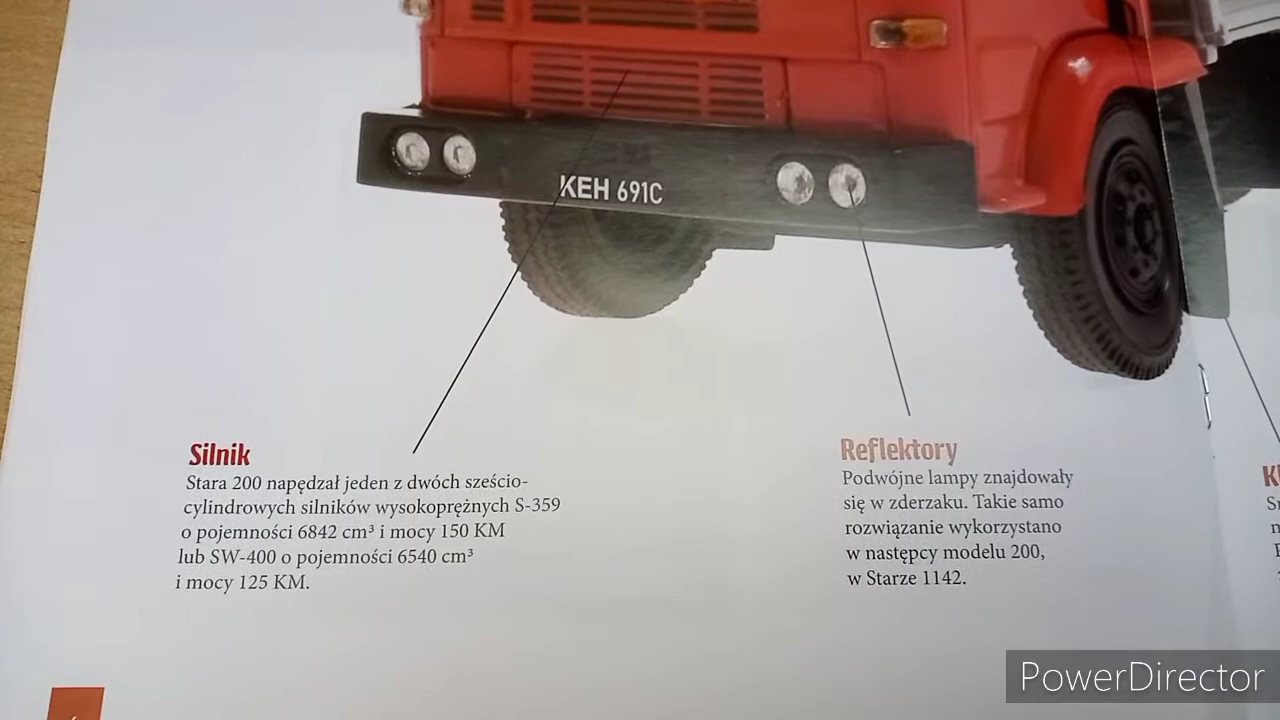 KEH 691C
Silnik
Stara 200 napędzał jeden z dwóch sześcio-
cylindrowych silników wysokoprężnych S-359
o pojemności 6842 cm³ i mocy 150 KM
lub SW-400 o pojemności 6540 cm³
i mocy 125 KM.
Reflektory
Podwójne lampy znajdowały
się w zderzaku. Takie samo
rozwiązanie wykorzystano
w następcy modelu 200,
w Starze 1142.
PowerDirector